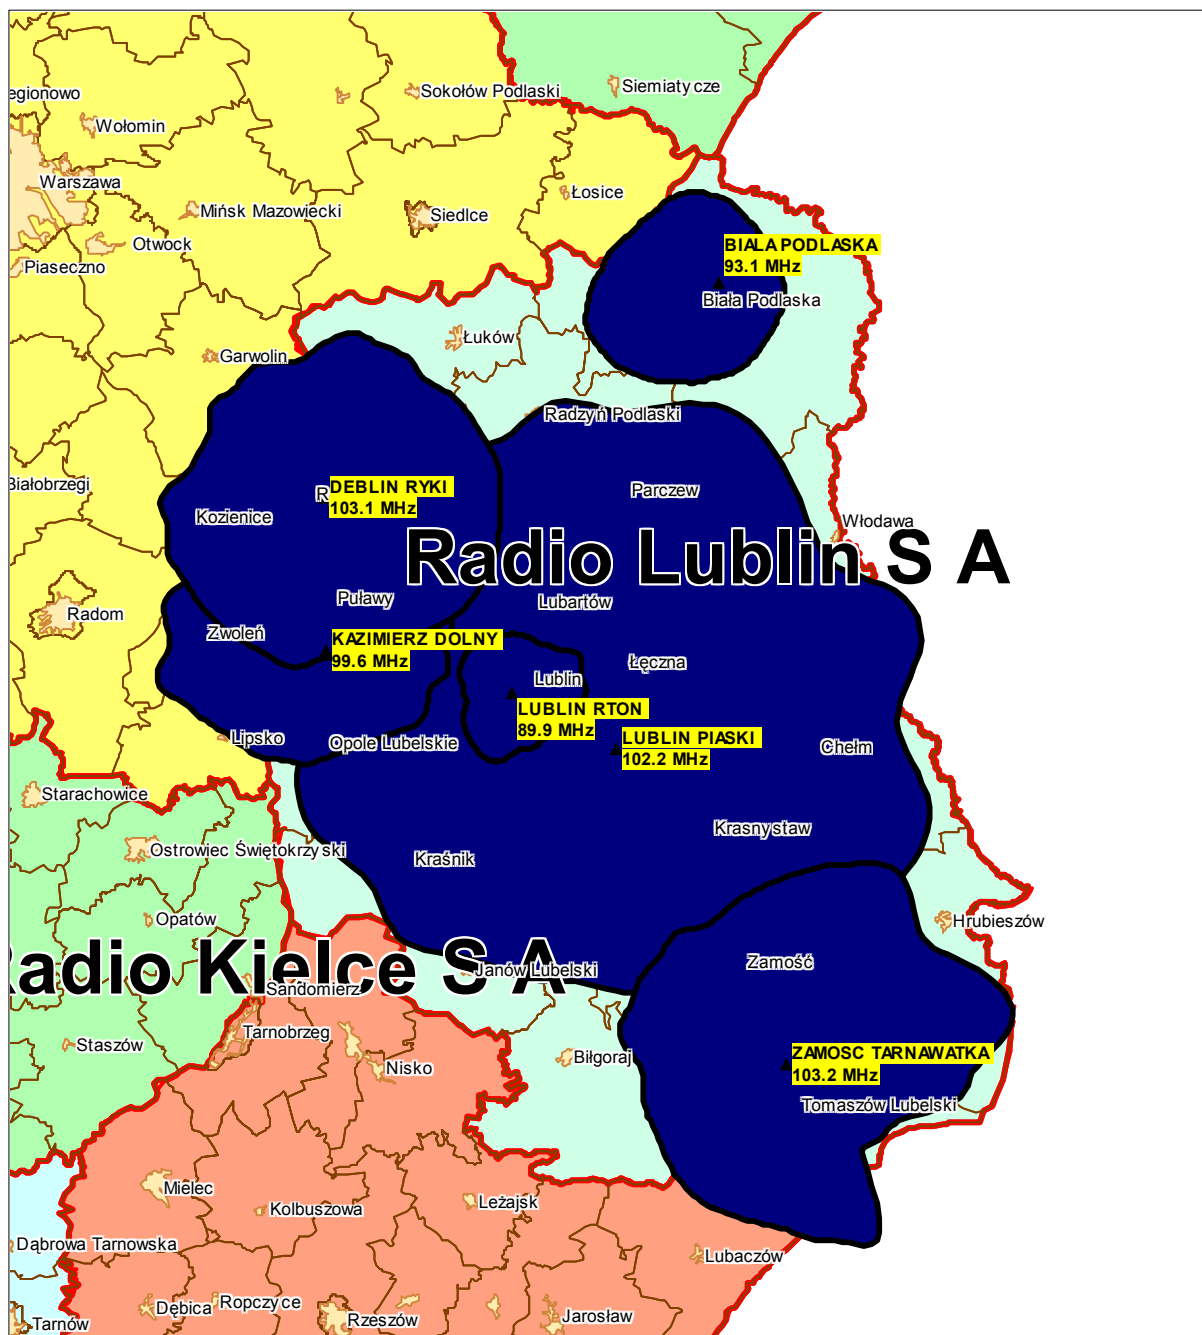 Siemiatycze
Sokołów Podlaski
egionowo
Wołomin
Warszawa
Łosice
Mińsk Mazowiecki
Siedlce
Otwock
BIALA PODLASKA
93.1 MHz
Piaseczno
Biała Podlaska
Łuków
Garwolin
Radzyń Podlaski
Białobrzegi
R
DEBLIN RYKI
103.1 MHz
Parczew
Kozienice
Włodawa
Radio Lublin S A
Puławy
Lubartów
Radom
Zwoleń
KAZIMIERZ DOLNY
99.6 MHz
Łęczna
Lublin
LUBLIN RTON
89.9 MHz
Lipsko
Opole Lubelskie
LUBLIN PIASKI
102.2 MHz
Chełm
Starachowice
Krasnystaw
Ostrowiec Świętokrzyski
Kraśnik
Opatów
Hrubieszów
Radio Kielce S A
Zamość
Janów Lubelski
Sandomierz
Tarnobrzeg
Staszów
Nisko
Biłgoraj
ZAMOSC TARNAWATKA
103.2 MHz
Tomaszów Lubelski
Mielec
Kolbuszowa
Leżajsk
Dąbrowa Tarnowska
Lubaczów
Dębica
Ropczyce
Rzeszów
Jarosław
Tarnów